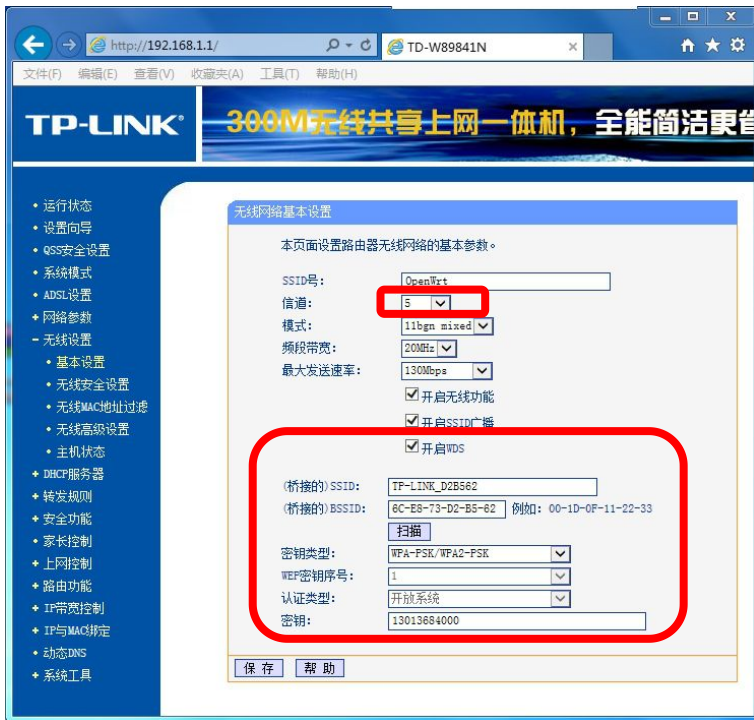 http://192.168.1.1/
TD-W89841N
文件(F) 编辑(E) 查看(V) 收藏夹(A) 工具(T) 帮助(H)
TP-LINK®
300M无线共享上网一体机，全能简洁更省
• 运行状态
• 设置向导
• QSS安全设置
• 系统模式
• ADSL设置
+ 网络参数
- 无线设置
• 基本设置
• 无线安全设置
• 无线MAC地址过滤
• 无线高级设置
• 主机状态
+ DHCP服务器
+ 转发规则
+ 安全功能
• 家长控制
+ 上网控制
+ 路由功能
+ IP带宽控制
+ IP与MAC绑定
• 动态DNS
+ 系统工具
无线网络基本设置
本页面设置路由器无线网络的基本参数。
SSID号： OpenWrt
信道： 5
模式： 11bgn mixed
频段带宽： 20MHz
最大发送速率： 130Mbps
开启无线功能
开启SSID广播
开启WDS
(桥接的)SSID： TP-LINK_D2B562
(桥接的)BSSID： 6C-E8-73-D2-B5-62 例如：00-1D-0F-11-22-33
扫描
密钥类型： WPA-PSK/WPA2-PSK
WEP密钥序号： 1
认证类型： 开放系统
密钥： 13013684000
保 存 帮 助